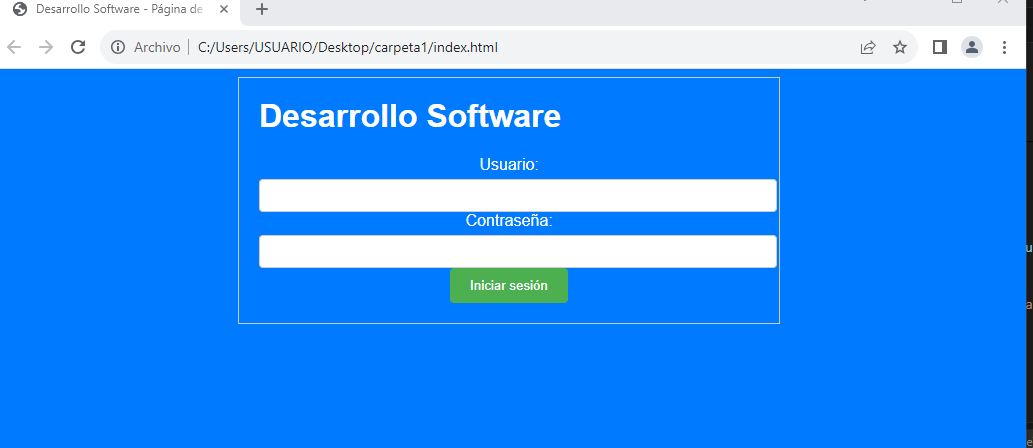 Desarrollo Software - Página de
Archivo
C:/Users/USUARIO/Desktop/carpeta1/index.html
Desarrollo Software
Usuario:
Contraseña:
Iniciar sesión